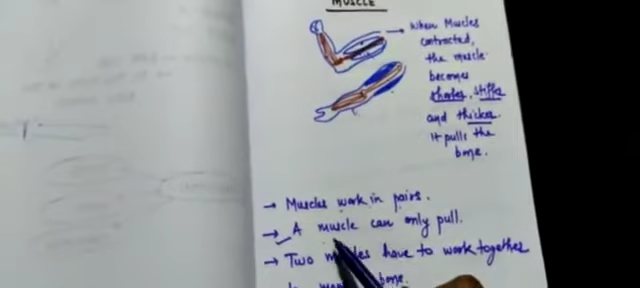 MUSCLE
→ When Muscles
contracted,
the muscle
becomes
shorter, stiffer
and thicker.
It pulls the
bone.
→ Muscles work in pairs.
→ A muscle can only pull.
→ Two muscles have to work together
bone.